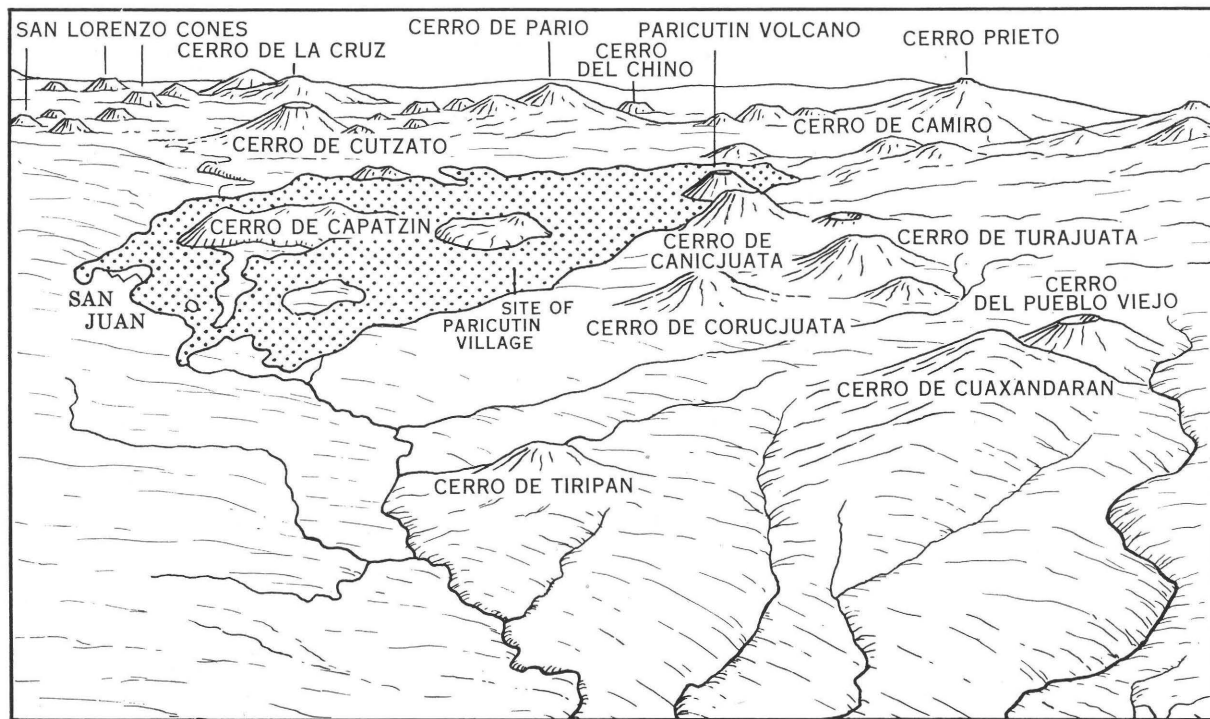 SAN LORENZO CONES
CERRO DE LA CRUZ
CERRO DE PARIO
CERRO
DEL CHINO
PARICUTIN VOLCANO
CERRO PRIETO
CERRO DE CUTZATO
CERRO DE CAMIRO
CERRO DE CAPATZIN
CERRO DE
CANICJUATA
CERRO DE TURAJUATA
SAN
JUAN
SITE OF
PARICUTIN
VILLAGE
CERRO DE CORUCJUATA
CERRO
DEL PUEBLO VIEJO
CERRO DE CUAXANDARAN
CERRO DE TIRIPAN